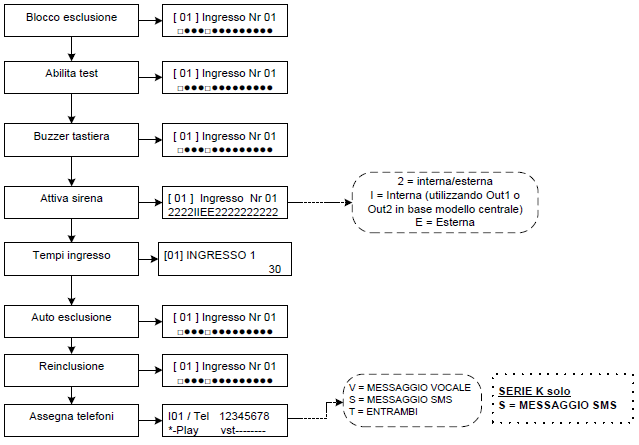 Blocco esclusione
[ 01 ] Ingresso Nr 01
□●●●□●●●●●●●●●
Abilita test
[ 01 ] Ingresso Nr 01
□●●●□●●●●●●●●●
Buzzer tastiera
[ 01 ] Ingresso Nr 01
□●●●□●●●●●●●●●
Attiva sirena
[ 01 ] Ingresso Nr 01
2222IIEE2222222222
2 = interna/esterna
I = Interna (utilizzando Out1 o
Out2 in base modello centrale)
E = Esterna
Tempi ingresso
[01] INGRESSO 1
30
Auto esclusione
[ 01 ] Ingresso Nr 01
□●●●□●●●●●●●●●
Reinclusione
[ 01 ] Ingresso Nr 01
□●●●□●●●●●●●●●
Assegna telefoni
I01 / Tel 12345678
*-Play vst--------
V = MESSAGGIO VOCALE
S = MESSAGGIO SMS
T = ENTRAMBI
SERIE K solo
S = MESSAGGIO SMS